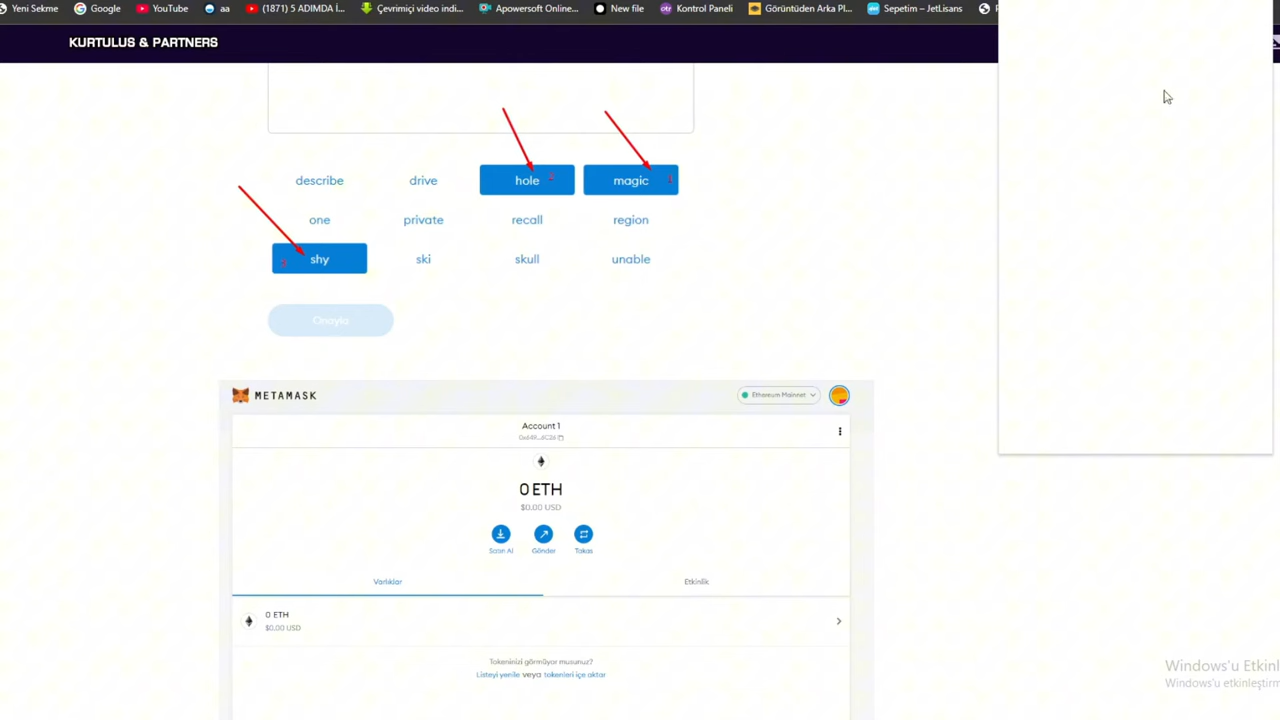 Yeni Sekme Google YouTube aa (1871) 5 ADIMDA İ... Çevrimiçi video indi... Apowersoft Online... New file Kontrol Paneli Görüntüden Arka Pl... Sepetim – JetLisans
KURTULUS & PARTNERS
describe drive hole magic
one private recall region
shy ski skull unable
Onayla
METAMASK Ethereum Mainnet
Account 1
0x649...6C26
0 ETH
$0.00 USD
Satın Al Gönder Takas
Varlıklar Etkinlik
0 ETH
$0.00 USD
Tokeninizi görmüyor musunuz?
Listeyi yenile veya tokenleri içe aktar
Windows'u Etkinl
Windows'u etkinleştirm